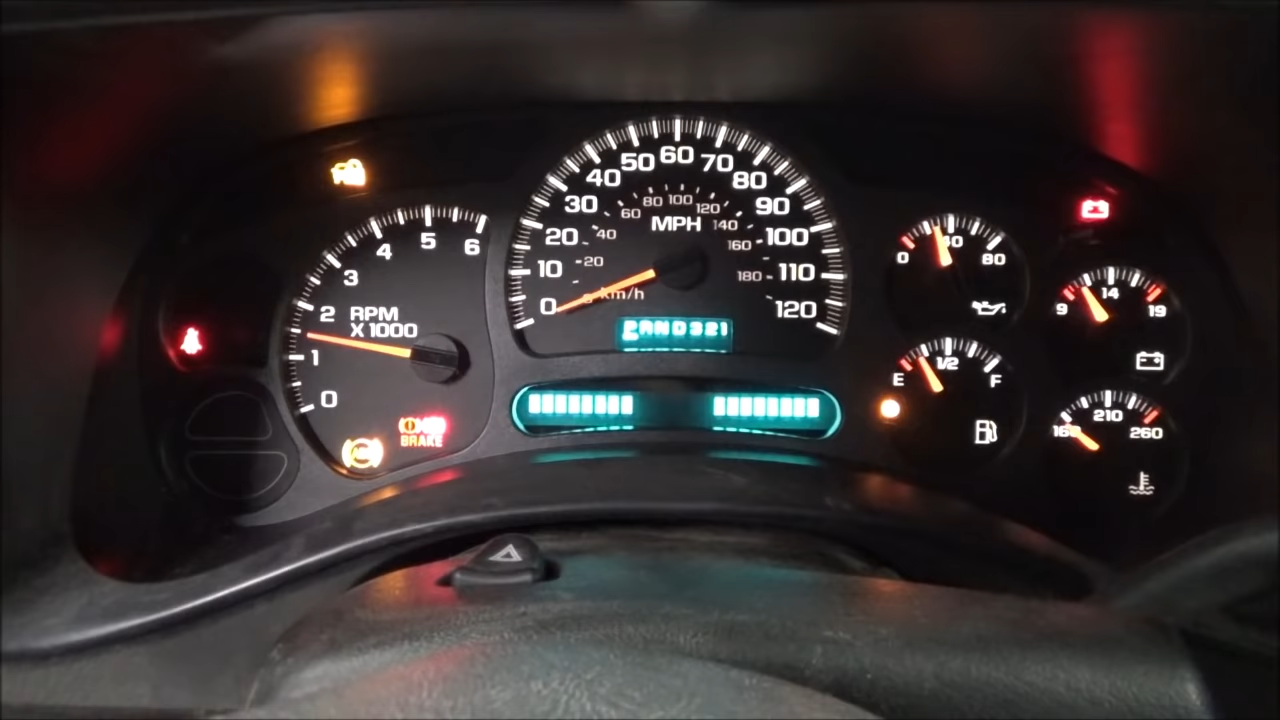 0 1 2 3 4 5 6
RPM
X 1000
BRAKE
0 10 20 30 40 50 60 70 80 90 100 110 120
MPH
20 40 60 80 100 120 140 160 180
km/h
PRND321
0 40 80
9 14 19
E 1/2 F
160 210 260